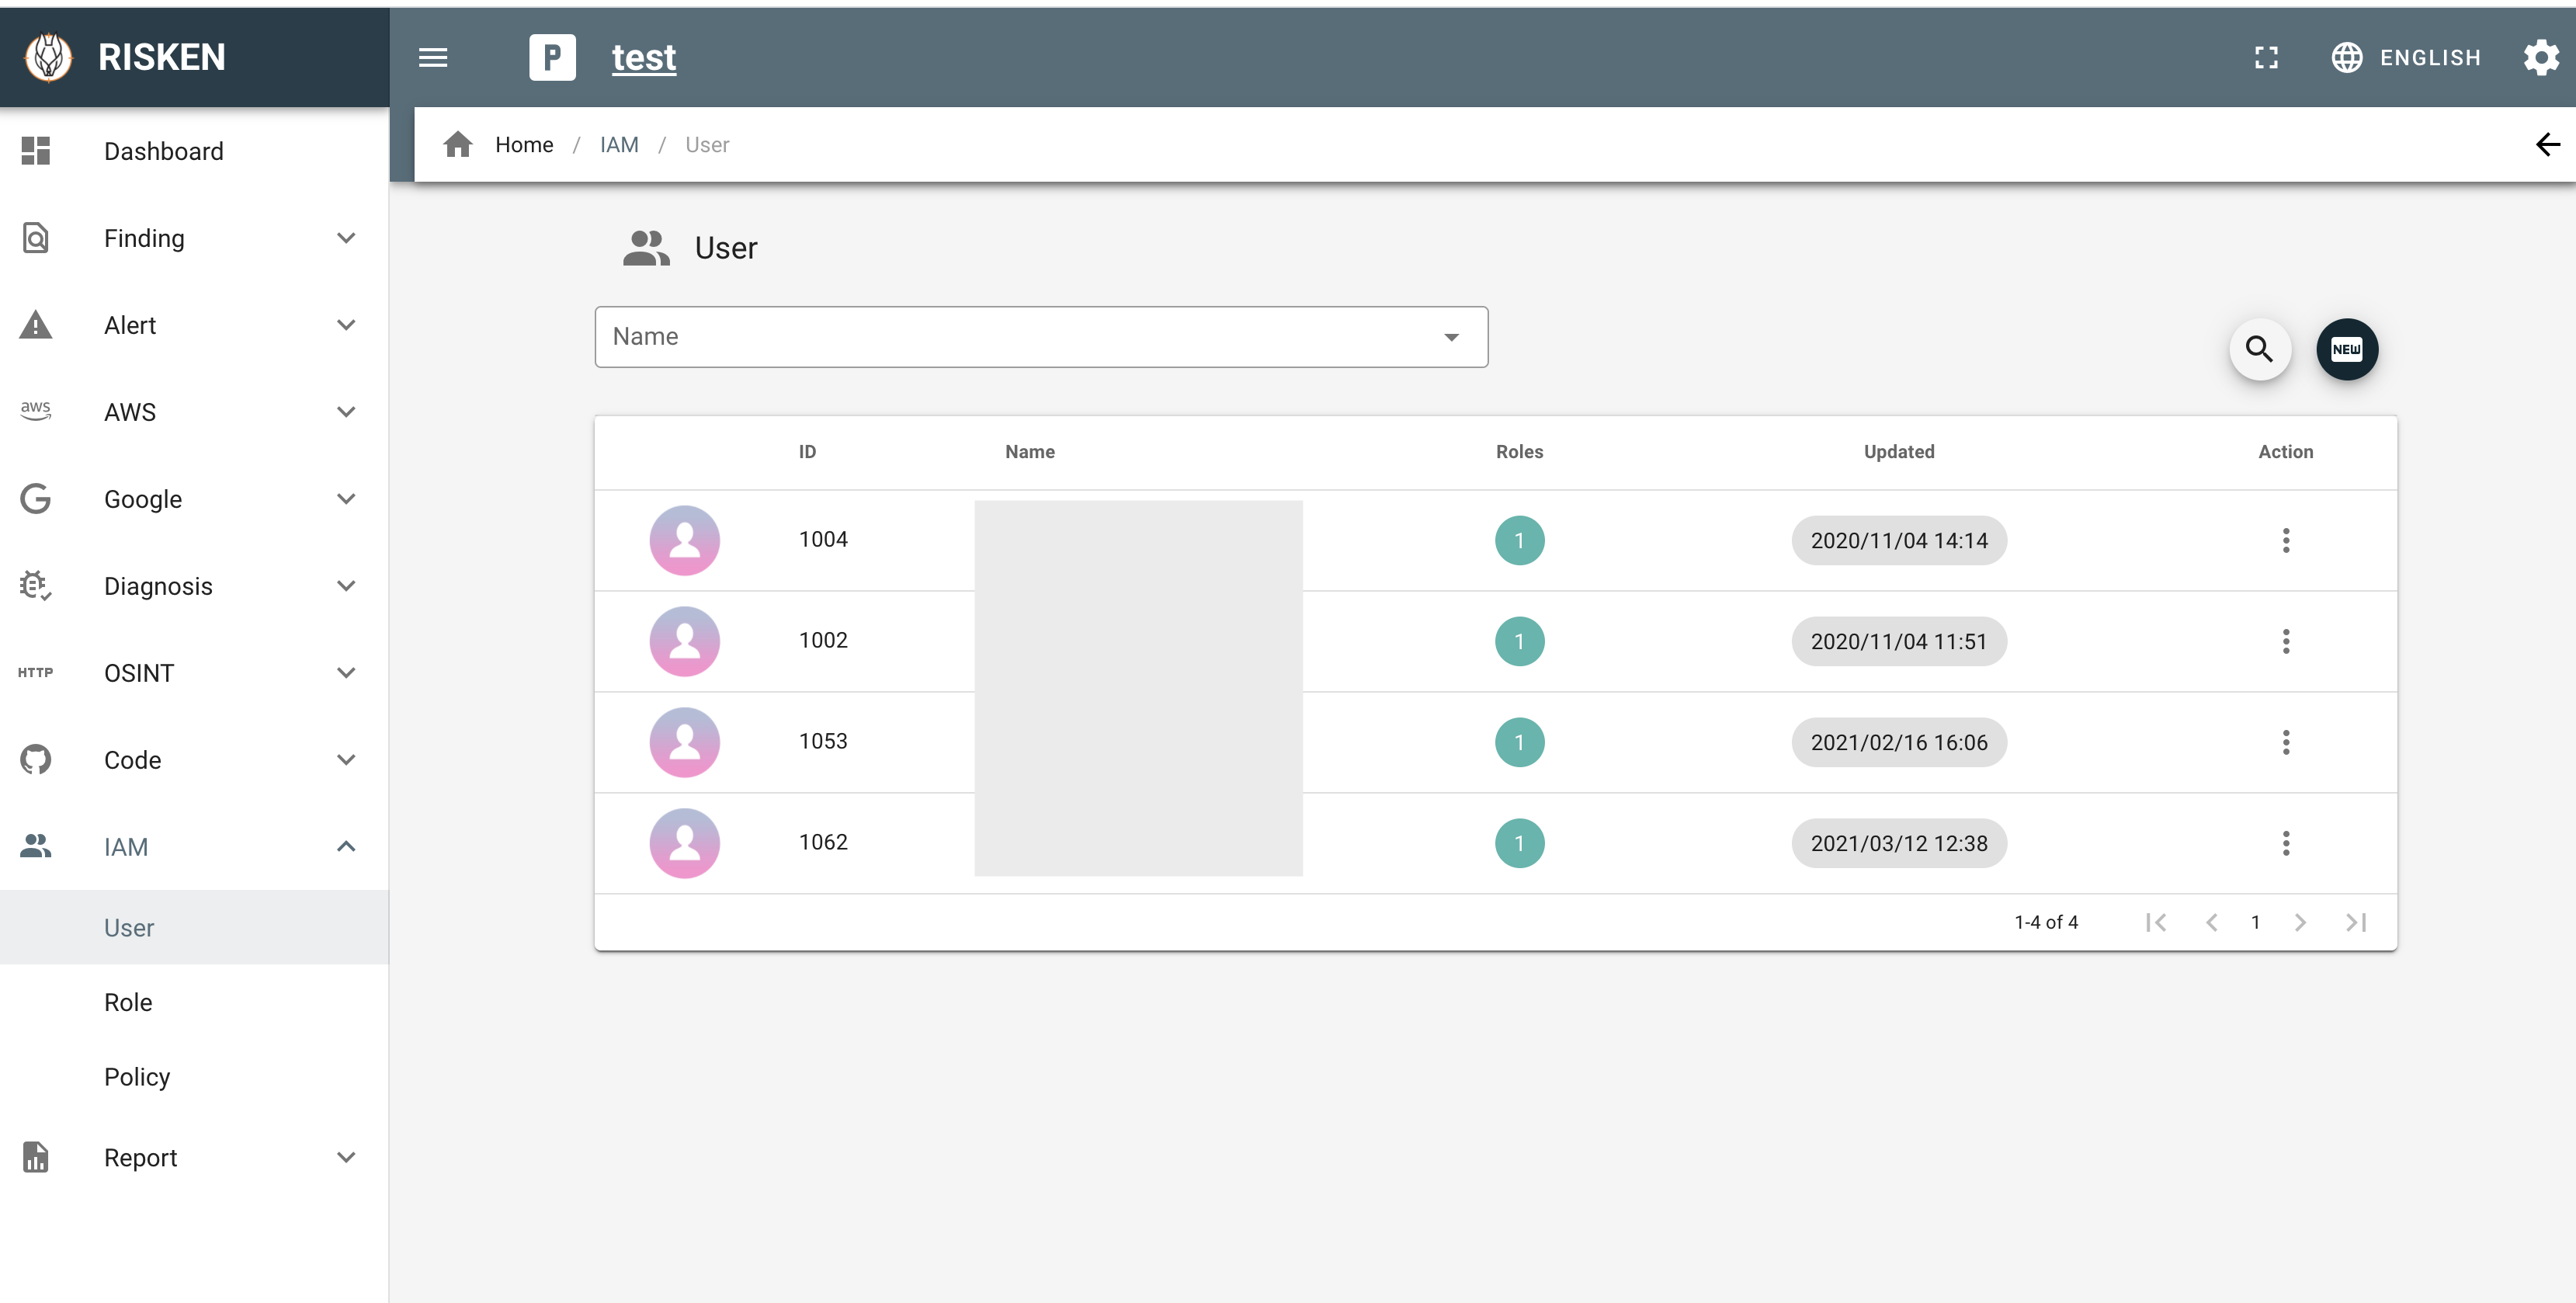 RISKEN
P test
ENGLISH
Home / IAM / User
Dashboard
Finding
Alert
aws AWS
Google
Diagnosis
HTTP OSINT
Code
IAM
User
Role
Policy
Report
User
Name
NEW
ID Name Roles Updated Action
1004 1 2020/11/04 14:14
1002 1 2020/11/04 11:51
1053 1 2021/02/16 16:06
1062 1 2021/03/12 12:38
1-4 of 4 1